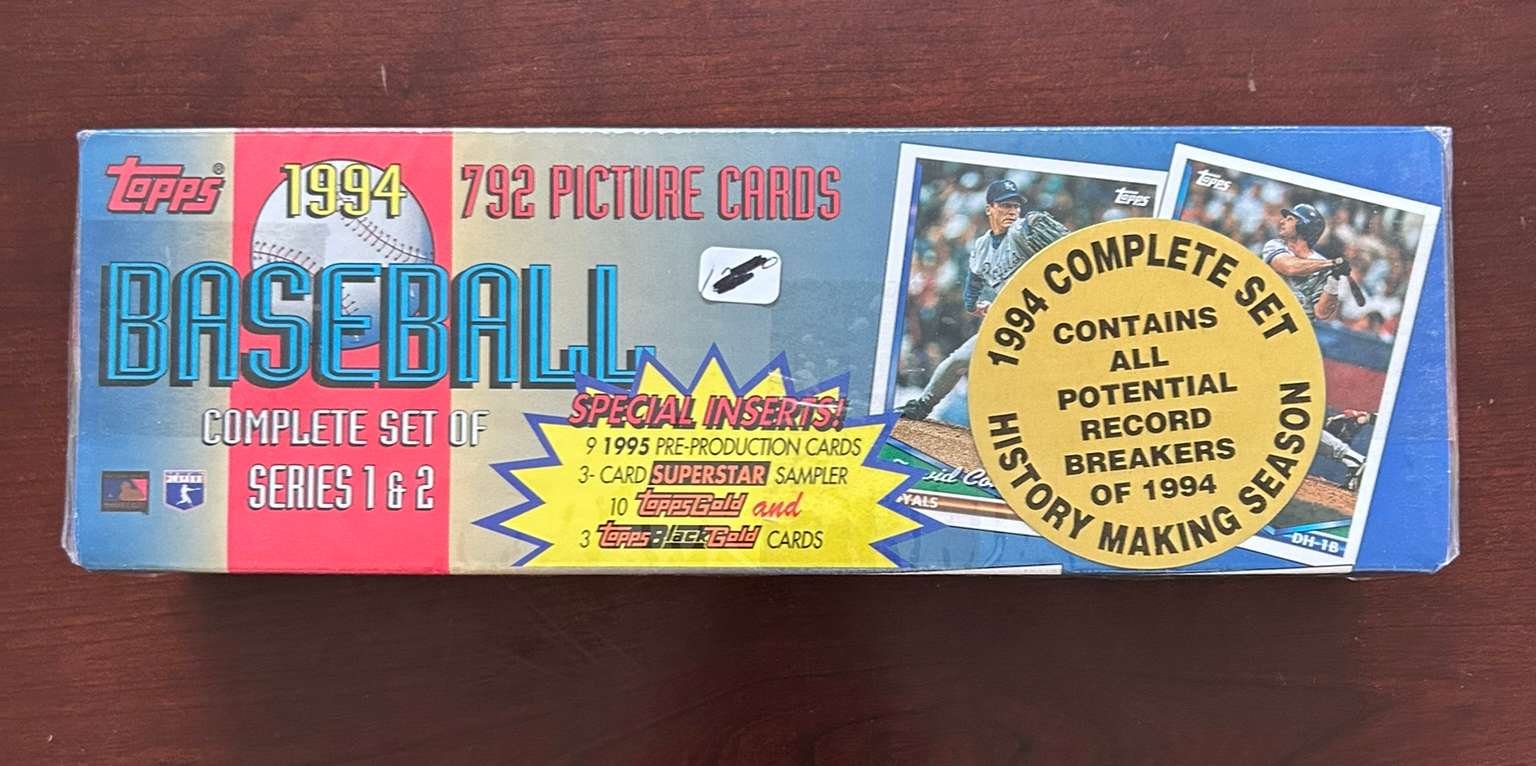 Topps®
1994
792 PICTURE CARDS
BASEBALL
COMPLETE SET OF
SERIES 1 & 2
SPECIAL INSERTS!
9 1995 PRE-PRODUCTION CARDS
3- CARD SUPERSTAR SAMPLER
10 ToppsGold and
3 ToppsBlackGold CARDS
Topps
Topps
YALS
DH-1B
1994 COMPLETE SET
CONTAINS
ALL
POTENTIAL
RECORD
BREAKERS
OF 1994
HISTORY MAKING SEASON